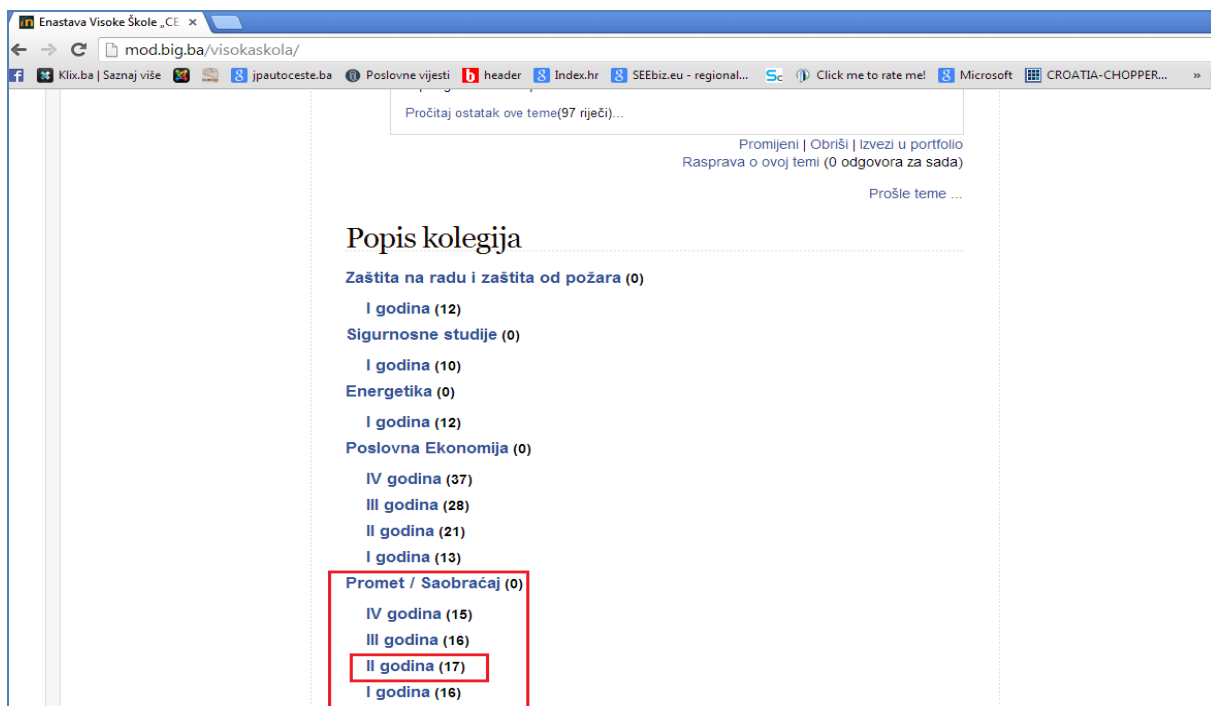 Enastava Visoke Škole „CE
mod.big.ba/visokaskola/
Klix.ba | Saznaj više jpautoceste.ba Poslovne vijesti header Index.hr SEEbiz.eu - regional... Click me to rate me! Microsoft CROATIA-CHOPPER... »
Pročitaj ostatak ove teme(97 riječi)...
Promijeni | Obriši | Izvezi u portfolio
Rasprava o ovoj temi (0 odgovora za sada)
Prošle teme ...
Popis kolegija
Zaštita na radu i zaštita od požara (0)
I godina (12)
Sigurnosne studije (0)
I godina (10)
Energetika (0)
I godina (12)
Poslovna Ekonomija (0)
IV godina (37)
III godina (28)
II godina (21)
I godina (13)
Promet / Saobraćaj (0)
IV godina (15)
III godina (16)
II godina (17)
I godina (16)